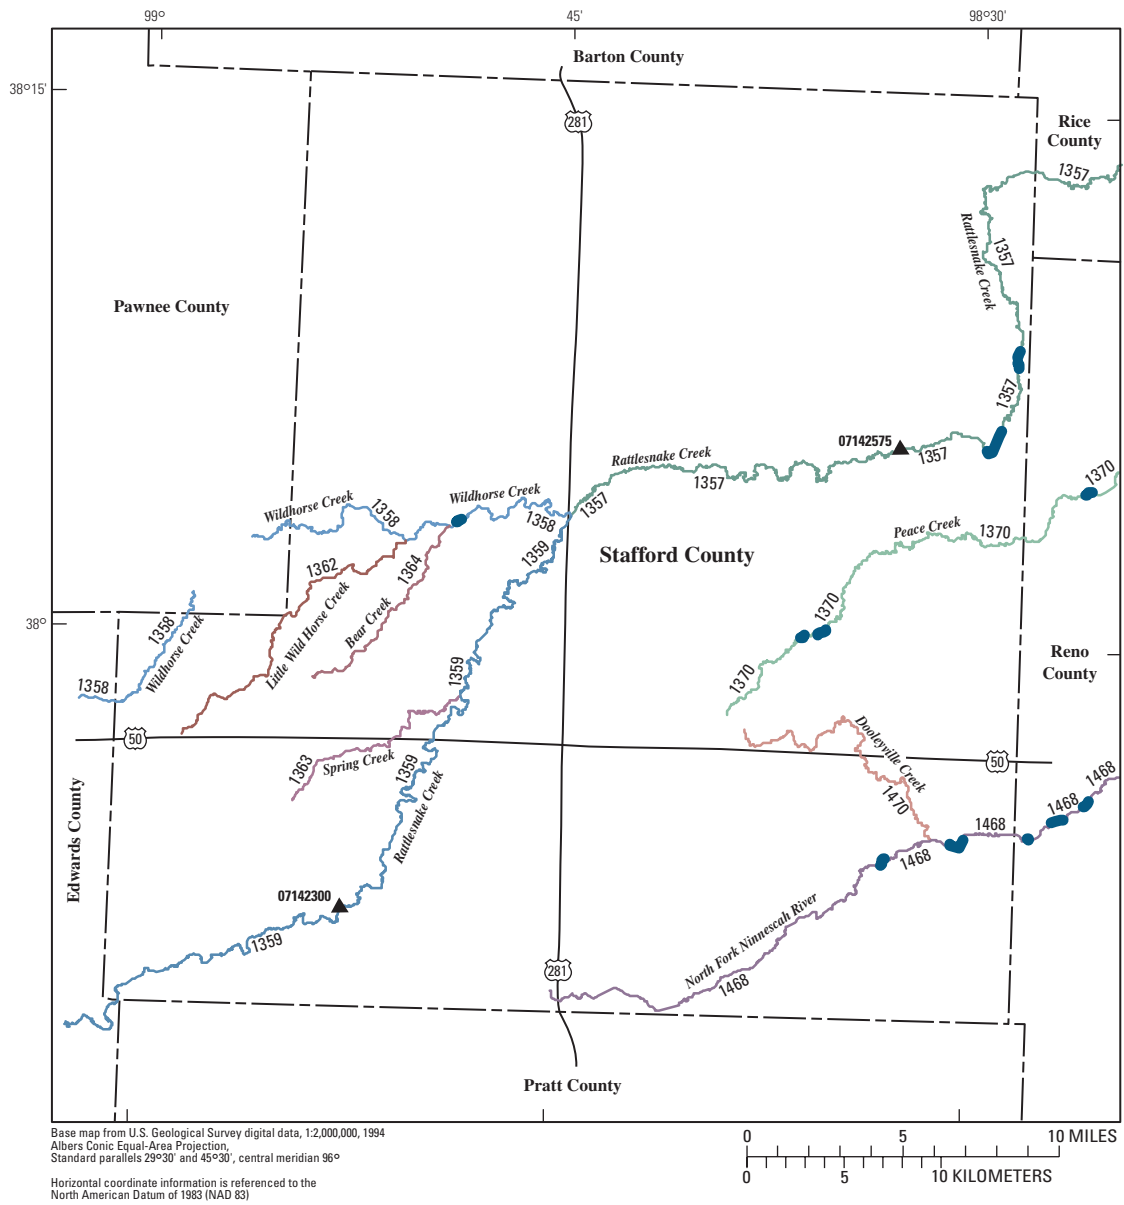 99°
45'
98°30'
Barton County
38°15'
281
Rice
County
1357
Rattlesnake Creek
1357
Pawnee County
1357
07142575
1357
Rattlesnake Creek
1357
1357
1370
Wildhorse Creek
1358
Wildhorse Creek
1358
1359
Peace Creek
1370
Stafford County
1362
1364
Little Wild Horse Creek
Bear Creek
1370
38°
1358
Wildhorse Creek
1358
1359
1370
Reno
County
50
Spring Creek
1363
1359
Rattlesnake Creek
Dooleyville Creek
1470
50
1468
1468
1468
1468
Edwards County
07142300
1359
North Fork Ninnescah River
1468
281
Pratt County
Base map from U.S. Geological Survey digital data, 1:2,000,000, 1994
Albers Conic Equal-Area Projection,
Standard parallels 29°30' and 45°30', central meridian 96°
Horizontal coordinate information is referenced to the
North American Datum of 1983 (NAD 83)
0 5 10 MILES
0 5 10 KILOMETERS